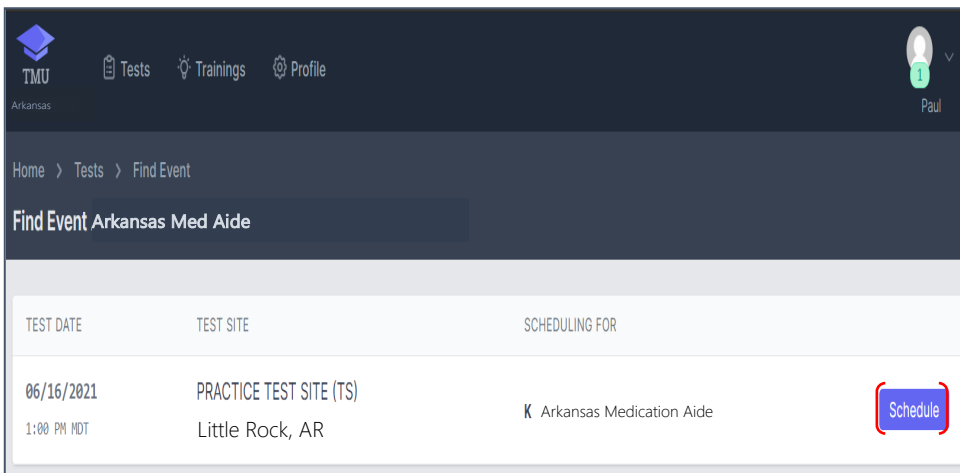 TMU
Arkansas
Tests
Trainings
Profile
1
Paul
Home > Tests > Find Event
Find Event Arkansas Med Aide
TEST DATE TEST SITE SCHEDULING FOR
06/16/2021 PRACTICE TEST SITE (TS)
1:00 PM MDT Little Rock, AR
K Arkansas Medication Aide
Schedule